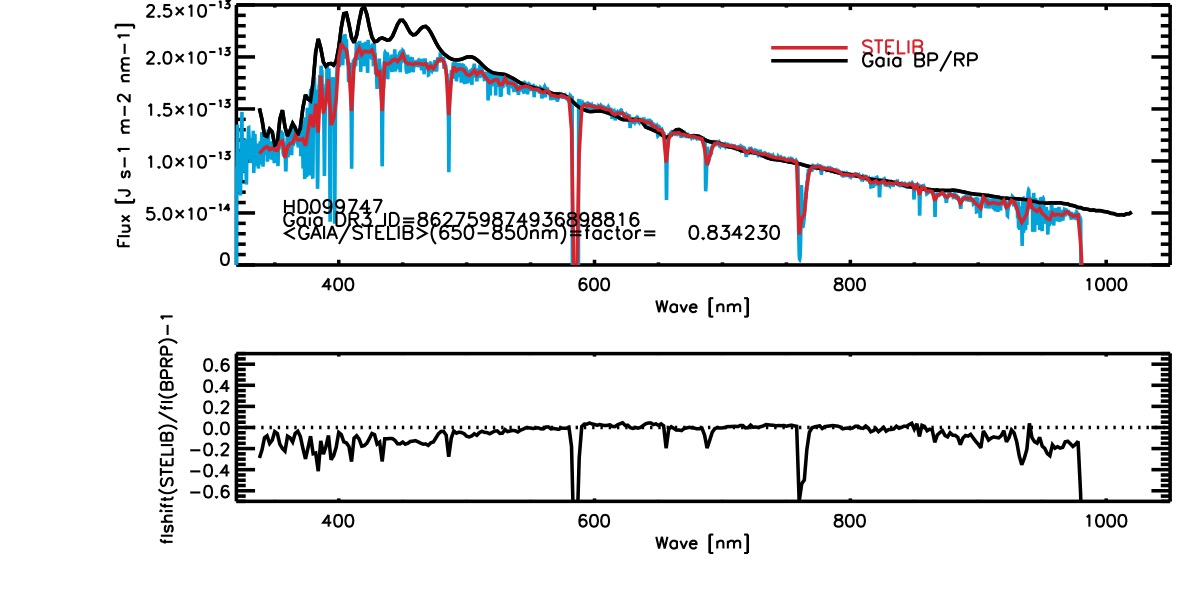 2.5×10−13
2.0×10−13
1.5×10−13
1.0×10−13
5.0×10−14
0
Flux [J s−1 m−2 nm−1]
STELIB
Gaia BP/RP
HD099747
Gaia DR3 ID=862759874936898816
<GAIA/STELIB>(650−850nm)=factor= 0.834230
400 600 800 1000
Wave [nm]
flshift(STELIB)/fl(BPRP)−1
0.6
0.4
0.2
0.0
−0.2
−0.4
−0.6
400 600 800 1000
Wave [nm]